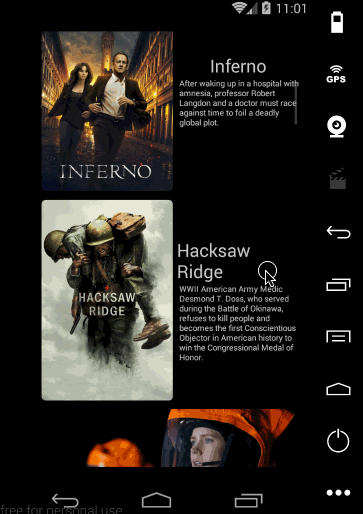 11:01
GPS
Inferno
After waking up in a hospital with
amnesia, professor Robert
Langdon and a doctor must race
against time to foil a deadly
global plot.
INFERNO
Hacksaw
Ridge
WWII American Army Medic
Desmond T. Doss, who served
during the Battle of Okinawa,
refuses to kill people and
becomes the first Conscientious
Objector in American history to
win the Congressional Medal of
Honor.
HACKSAW
RIDGE
free for personal use